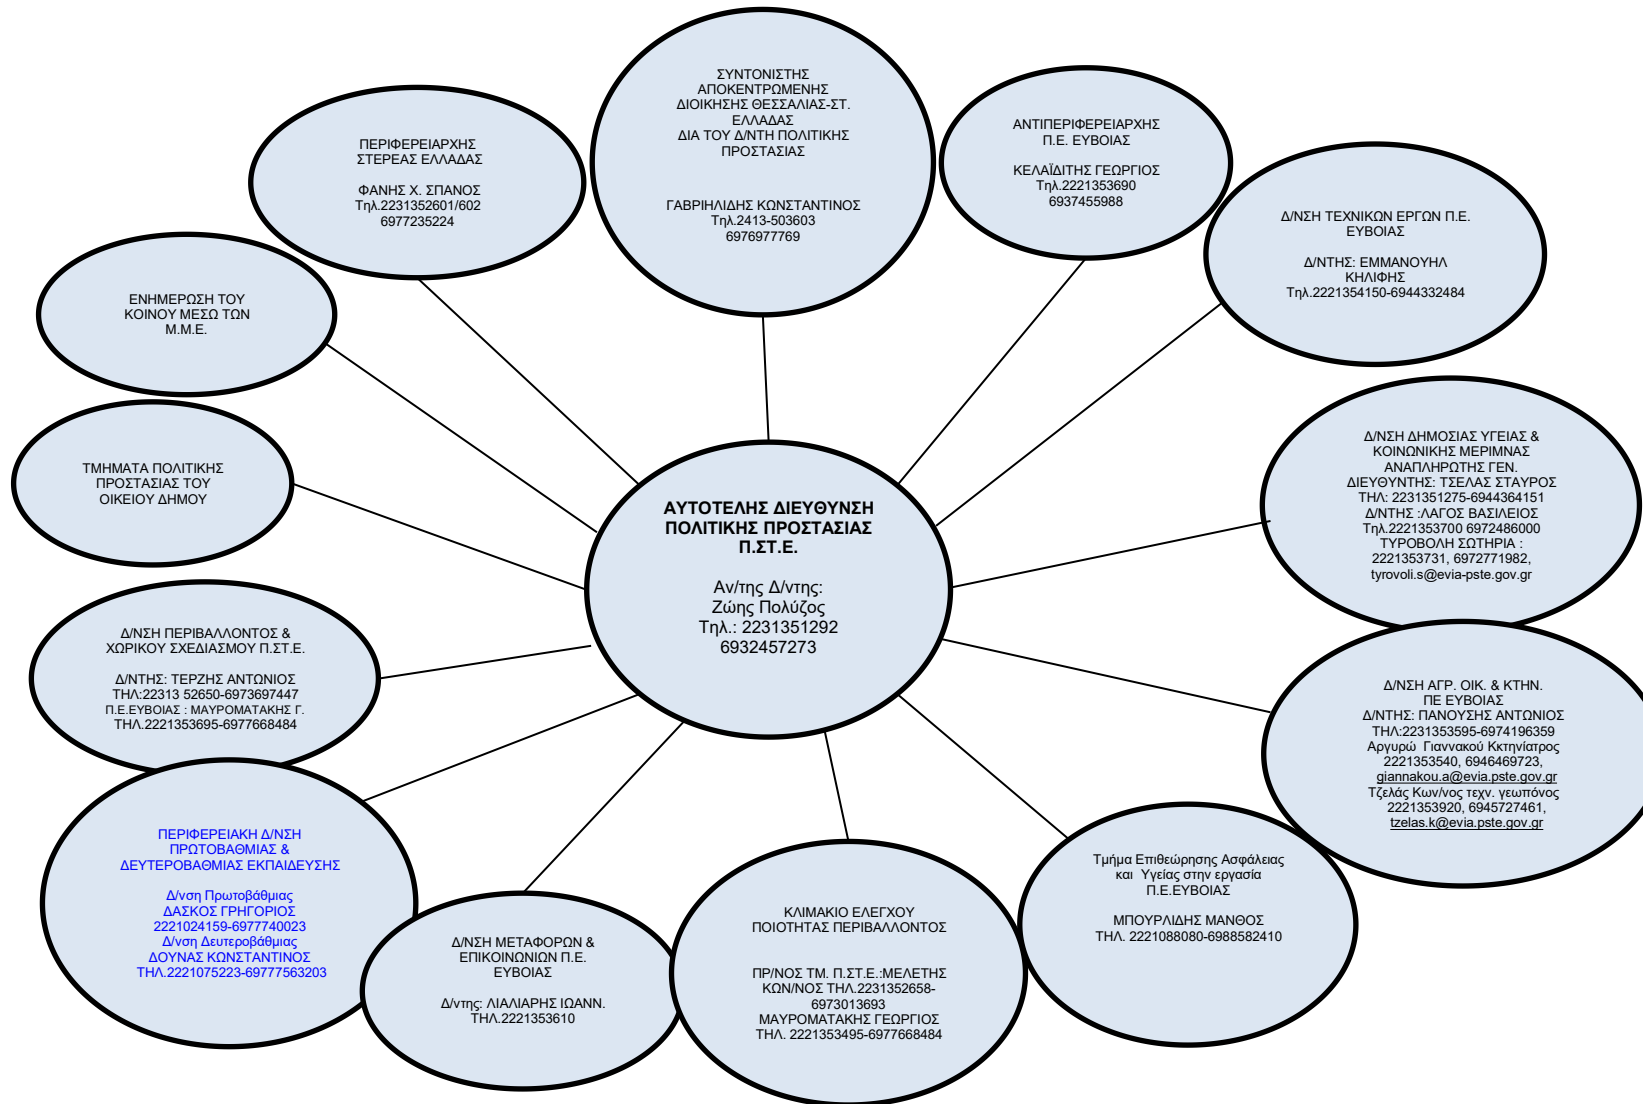 ΣΥΝΤΟΝΙΣΤΗΣ
ΑΠΟΚΕΝΤΡΩΜΕΝΗΣ
ΔΙΟΙΚΗΣΗΣ ΘΕΣΣΑΛΙΑΣ-ΣΤ.
ΕΛΛΑΔΑΣ
ΔΙΑ ΤΟΥ Δ/ΝΤΗ ΠΟΛΙΤΙΚΗΣ
ΠΡΟΣΤΑΣΙΑΣ
ΓΑΒΡΙΗΛΙΔΗΣ ΚΩΝΣΤΑΝΤΙΝΟΣ
Τηλ.2413-503603
6976977769
ΠΕΡΙΦΕΡΕΙΑΡΧΗΣ
ΣΤΕΡΕΑΣ ΕΛΛΑΔΑΣ
ΦΑΝΗΣ Χ. ΣΠΑΝΟΣ
Τηλ.2231352601/602
6977235224
ΑΝΤΙΠΕΡΙΦΕΡΕΙΑΡΧΗΣ
Π.Ε. ΕΥΒΟΙΑΣ
ΚΕΛΑΪΔΙΤΗΣ ΓΕΩΡΓΙΟΣ
Τηλ.2221353690
6937455988
Δ/ΝΣΗ ΤΕΧΝΙΚΩΝ ΕΡΓΩΝ Π.Ε.
ΕΥΒΟΙΑΣ
Δ/ΝΤΗΣ: ΕΜΜΑΝΟΥΗΛ
ΚΗΛΙΦΗΣ
Τηλ.2221354150-6944332484
ΕΝΗΜΕΡΩΣΗ ΤΟΥ
ΚΟΙΝΟΥ ΜΕΣΩ ΤΩΝ
Μ.Μ.Ε.
ΤΜΗΜΑΤΑ ΠΟΛΙΤΙΚΗΣ
ΠΡΟΣΤΑΣΙΑΣ ΤΟΥ
ΟΙΚΕΙΟΥ ΔΗΜΟΥ
ΑΥΤΟΤΕΛΗΣ ΔΙΕΥΘΥΝΣΗ
ΠΟΛΙΤΙΚΗΣ ΠΡΟΣΤΑΣΙΑΣ
Π.ΣΤ.Ε.
Αν/της Δ/ντης:
Ζώης Πολύζος
Τηλ.: 2231351292
6932457273
Δ/ΝΣΗ ΔΗΜΟΣΙΑΣ ΥΓΕΙΑΣ &
ΚΟΙΝΩΝΙΚΗΣ ΜΕΡΙΜΝΑΣ
ΑΝΑΠΛΗΡΩΤΗΣ ΓΕΝ.
ΔΙΕΥΘΥΝΤΗΣ: ΤΣΕΛΑΣ ΣΤΑΥΡΟΣ
ΤΗΛ: 2231351275-6944364151
Δ/ΝΤΗΣ :ΛΑΓΟΣ ΒΑΣΙΛΕΙΟΣ
Τηλ.2221353700 6972486000
ΤΥΡΟΒΟΛΗ ΣΩΤΗΡΙΑ :
2221353731, 6972771982,
tyrovoli.s@evia-pste.gov.gr
Δ/ΝΣΗ ΠΕΡΙΒΑΛΛΟΝΤΟΣ &
ΧΩΡΙΚΟΥ ΣΧΕΔΙΑΣΜΟΥ Π.ΣΤ.Ε.
Δ/ΝΤΗΣ: ΤΕΡΖΗΣ ΑΝΤΩΝΙΟΣ
ΤΗΛ:22313 52650-6973697447
Π.Ε.ΕΥΒΟΙΑΣ : ΜΑΥΡΟΜΑΤΑΚΗΣ Γ.
ΤΗΛ.2221353695-6977668484
Δ/ΝΣΗ ΑΓΡ. ΟΙΚ. & ΚΤΗΝ.
ΠΕ ΕΥΒΟΙΑΣ
Δ/ΝΤΗΣ: ΠΑΝΟΥΣΗΣ ΑΝΤΩΝΙΟΣ
ΤΗΛ:2231353595-6974196359
Αργυρώ  Γιαννακού Κκτηνίατρος
2221353540, 6946469723,
giannakou.a@evia.pste.gov.gr
Τζελάς Κων/νος τεχν. γεωπόνος
2221353920, 6945727461,
tzelas.k@evia.pste.gov.gr
ΠΕΡΙΦΕΡΕΙΑΚΗ Δ/ΝΣΗ
ΠΡΩΤΟΒΑΘΜΙΑΣ &
ΔΕΥΤΕΡΟΒΑΘΜΙΑΣ ΕΚΠΑΙΔΕΥΣΗΣ
Δ/νση Πρωτοβάθμιας
ΔΑΣΚΟΣ ΓΡΗΓΟΡΙΟΣ
2221024159-6977740023
Δ/νση Δευτεροβάθμιας
ΔΟΥΝΑΣ ΚΩΝΣΤΑΝΤΙΝΟΣ
ΤΗΛ.2221075223-69777563203
Δ/ΝΣΗ ΜΕΤΑΦΟΡΩΝ &
ΕΠΙΚΟΙΝΩΝΙΩΝ Π.Ε.
ΕΥΒΟΙΑΣ
Δ/ντης: ΛΙΑΛΙΑΡΗΣ ΙΩΑΝΝ.
ΤΗΛ.2221353610
ΚΛΙΜΑΚΙΟ ΕΛΕΓΧΟΥ
ΠΟΙΟΤΗΤΑΣ ΠΕΡΙΒΑΛΛΟΝΤΟΣ
ΠΡ/ΝΟΣ ΤΜ. Π.ΣΤ.Ε.:ΜΕΛΕΤΗΣ
ΚΩΝ/ΝΟΣ ΤΗΛ.2231352658-
6973013693
ΜΑΥΡΟΜΑΤΑΚΗΣ ΓΕΩΡΓΙΟΣ
ΤΗΛ. 2221353495-6977668484
Τμήμα Επιθεώρησης Ασφάλειας
και  Υγείας στην εργασία
Π.Ε.ΕΥΒΟΙΑΣ
ΜΠΟΥΡΛΙΔΗΣ ΜΑΝΘΟΣ
ΤΗΛ. 2221088080-6988582410